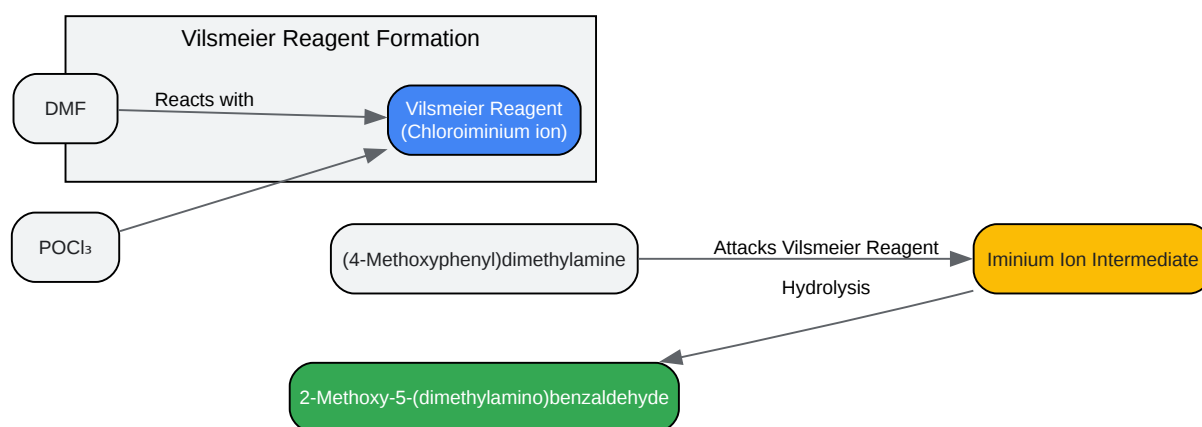 Vilsmeier Reagent Formation
DMF
Reacts with
Vilsmeier Reagent
(Chloroiminium ion)
POCl₃
(4-Methoxyphenyl)dimethylamine
Attacks Vilsmeier Reagent
Iminium Ion Intermediate
Hydrolysis
2-Methoxy-5-(dimethylamino)benzaldehyde